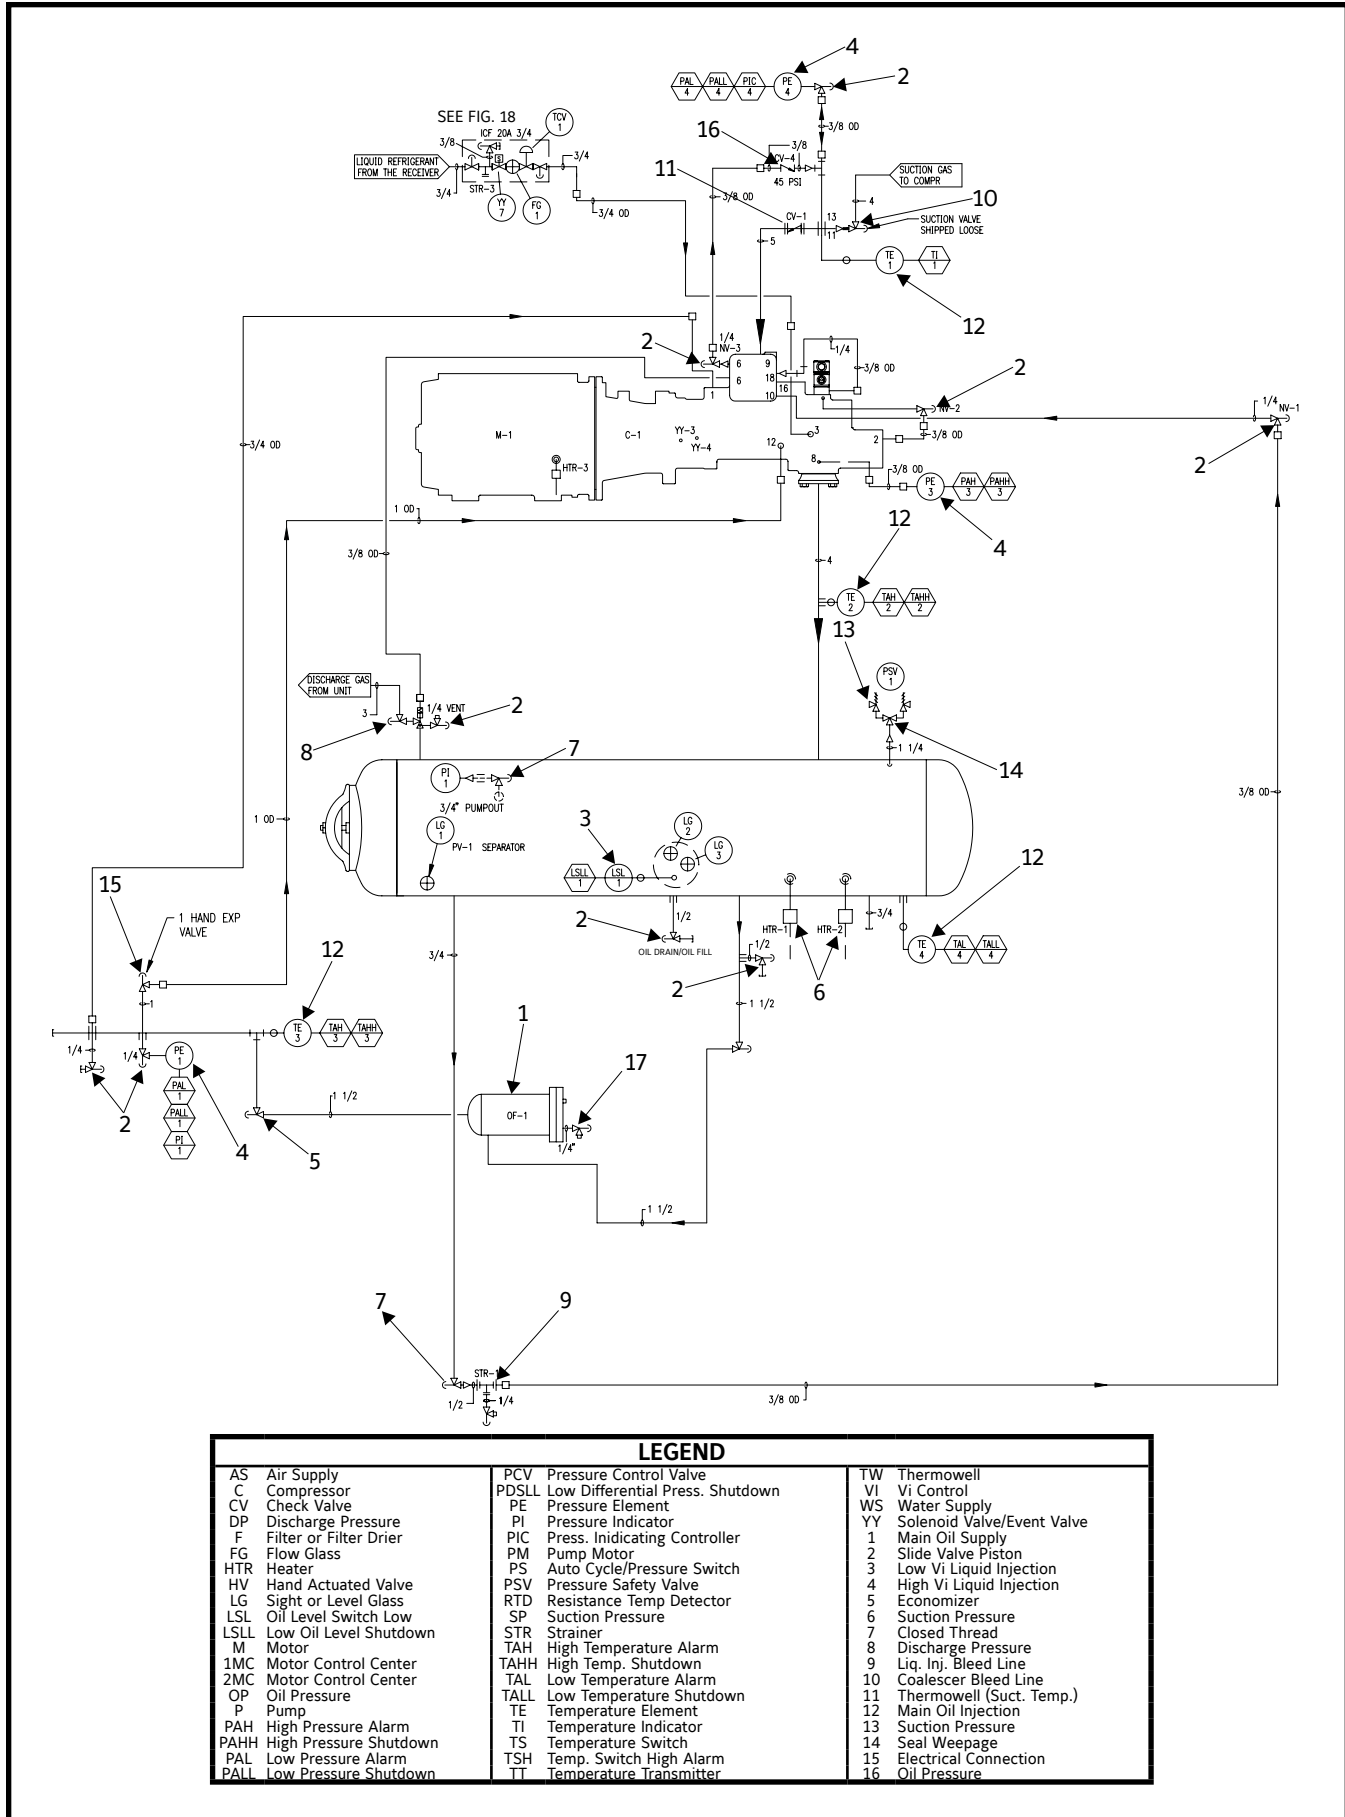 4
2
PAL 4
PALL 4
PIC 4
PE 4
3/8 OD
SEE FIG. 18
TCV 1
ICF 20A 3/4
3/8
LIQUID REFRIGERANT
FROM THE RECEIVER
3/4
STR-3
S
YY 7
FG 1
3/4
3/4 OD
16
3/8
CV-4
45 PSI
3/8 OD
11
CV-1
5
SUCTION GAS
TO COMPR
4
10
13
11
SUCTION VALVE
SHIPPED LOOSE
TE 1
TI 1
12
2
1/4
NV-3
6
9
6
18
10
16
1
1/4
3/8 OD
2
NV-2
3/8 OD
1/4
NV-1
2
M-1
C-1
YY-3
YY-4
HTR-3
12
3
2
8
3/8 OD
PE 3
PAH 3
PAHH 3
4
3/4 OD
1 OD
3/8 OD
4
12
TE 2
TAH 2
TAHH 2
13
PSV 1
14
1 1/4
DISCHARGE GAS
FROM UNIT
3
8
1/4 VENT
2
7
PI 1
3/4" PUMPOUT
LG 1
PV-1 SEPARATOR
3
LG 2
LG 3
LSLL 1
LSL 1
3/8 OD
1 OD
12
15
1 HAND EXP
VALVE
2
1/2
OIL DRAIN/OIL FILL
1/2
2
HTR-1
HTR-2
6
3/4
TE 4
TAL 4
TALL 4
3/4
1 1/2
12
1
TE 3
TAH 3
TAHH 3
1/4
1/4
2
PE 1
PAL 1
PALL 1
PI 1
4
5
1 1/2
1
OF-1
17
1/4"
1 1/2
7
9
STR-1
1/2
1/4
3/8 OD
LEGEND
AS Air Supply
C Compressor
CV Check Valve
DP Discharge Pressure
F Filter or Filter Drier
FG Flow Glass
HTR Heater
HV Hand Actuated Valve
LG Sight or Level Glass
LSL Oil Level Switch Low
LSLL Low Oil Level Shutdown
M Motor
1MC Motor Control Center
2MC Motor Control Center
OP Oil Pressure
P Pump
PAH High Pressure Alarm
PAHH High Pressure Shutdown
PAL Low Pressure Alarm
PALL Low Pressure Shutdown
PCV Pressure Control Valve
PDSLL Low Differential Press. Shutdown
PE Pressure Element
PI Pressure Indicator
PIC Press. Inidicating Controller
PM Pump Motor
PS Auto Cycle/Pressure Switch
PSV Pressure Safety Valve
RTD Resistance Temp Detector
SP Suction Pressure
STR Strainer
TAH High Temperature Alarm
TAHH High Temp. Shutdown
TAL Low Temperature Alarm
TALL Low Temperature Shutdown
TE Temperature Element
TI Temperature Indicator
TS Temperature Switch
TSH Temp. Switch High Alarm
TT Temperature Transmitter
TW Thermowell
VI Vi Control
WS Water Supply
YY Solenoid Valve/Event Valve
1 Main Oil Supply
2 Slide Valve Piston
3 Low Vi Liquid Injection
4 High Vi Liquid Injection
5 Economizer
6 Suction Pressure
7 Closed Thread
8 Discharge Pressure
9 Liq. Inj. Bleed Line
10 Coalescer Bleed Line
11 Thermowell (Suct. Temp.)
12 Main Oil Injection
13 Suction Pressure
14 Seal Weepage
15 Electrical Connection
16 Oil Pressure